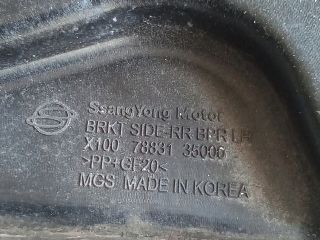 SsangYong Motor
BRKT SIDE-RR BPR LH
X100 78831 35000
>PP+GF20<
MGS MADE IN KOREA